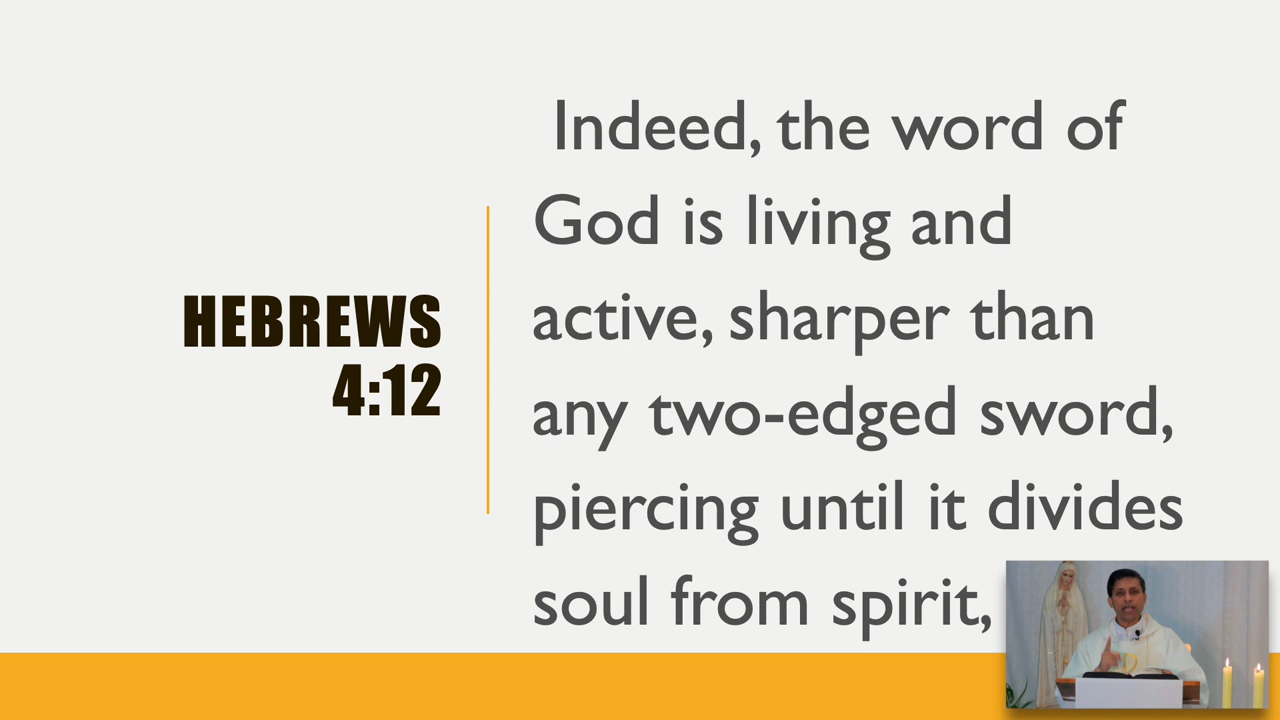 HEBREWS
4:12
Indeed, the word of
God is living and
active, sharper than
any two-edged sword,
piercing until it divides
soul from spirit,